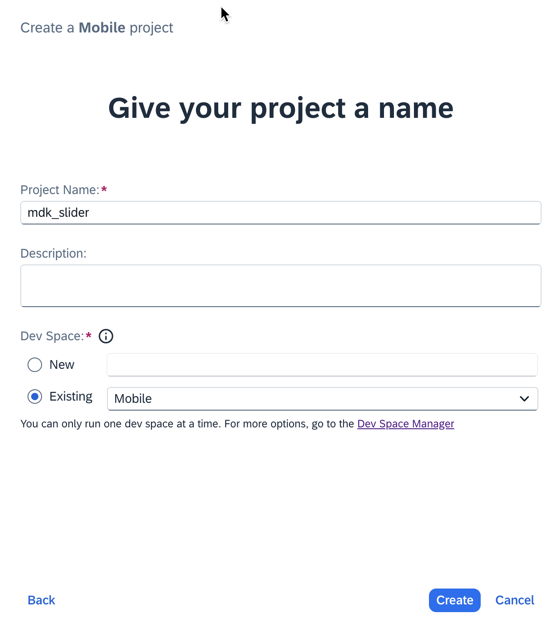 Create a Mobile project
Give your project a name
Project Name:*
mdk_slider
Description:
Dev Space:*
New
Existing
Mobile
You can only run one dev space at a time. For more options, go to the Dev Space Manager
Back
Create
Cancel